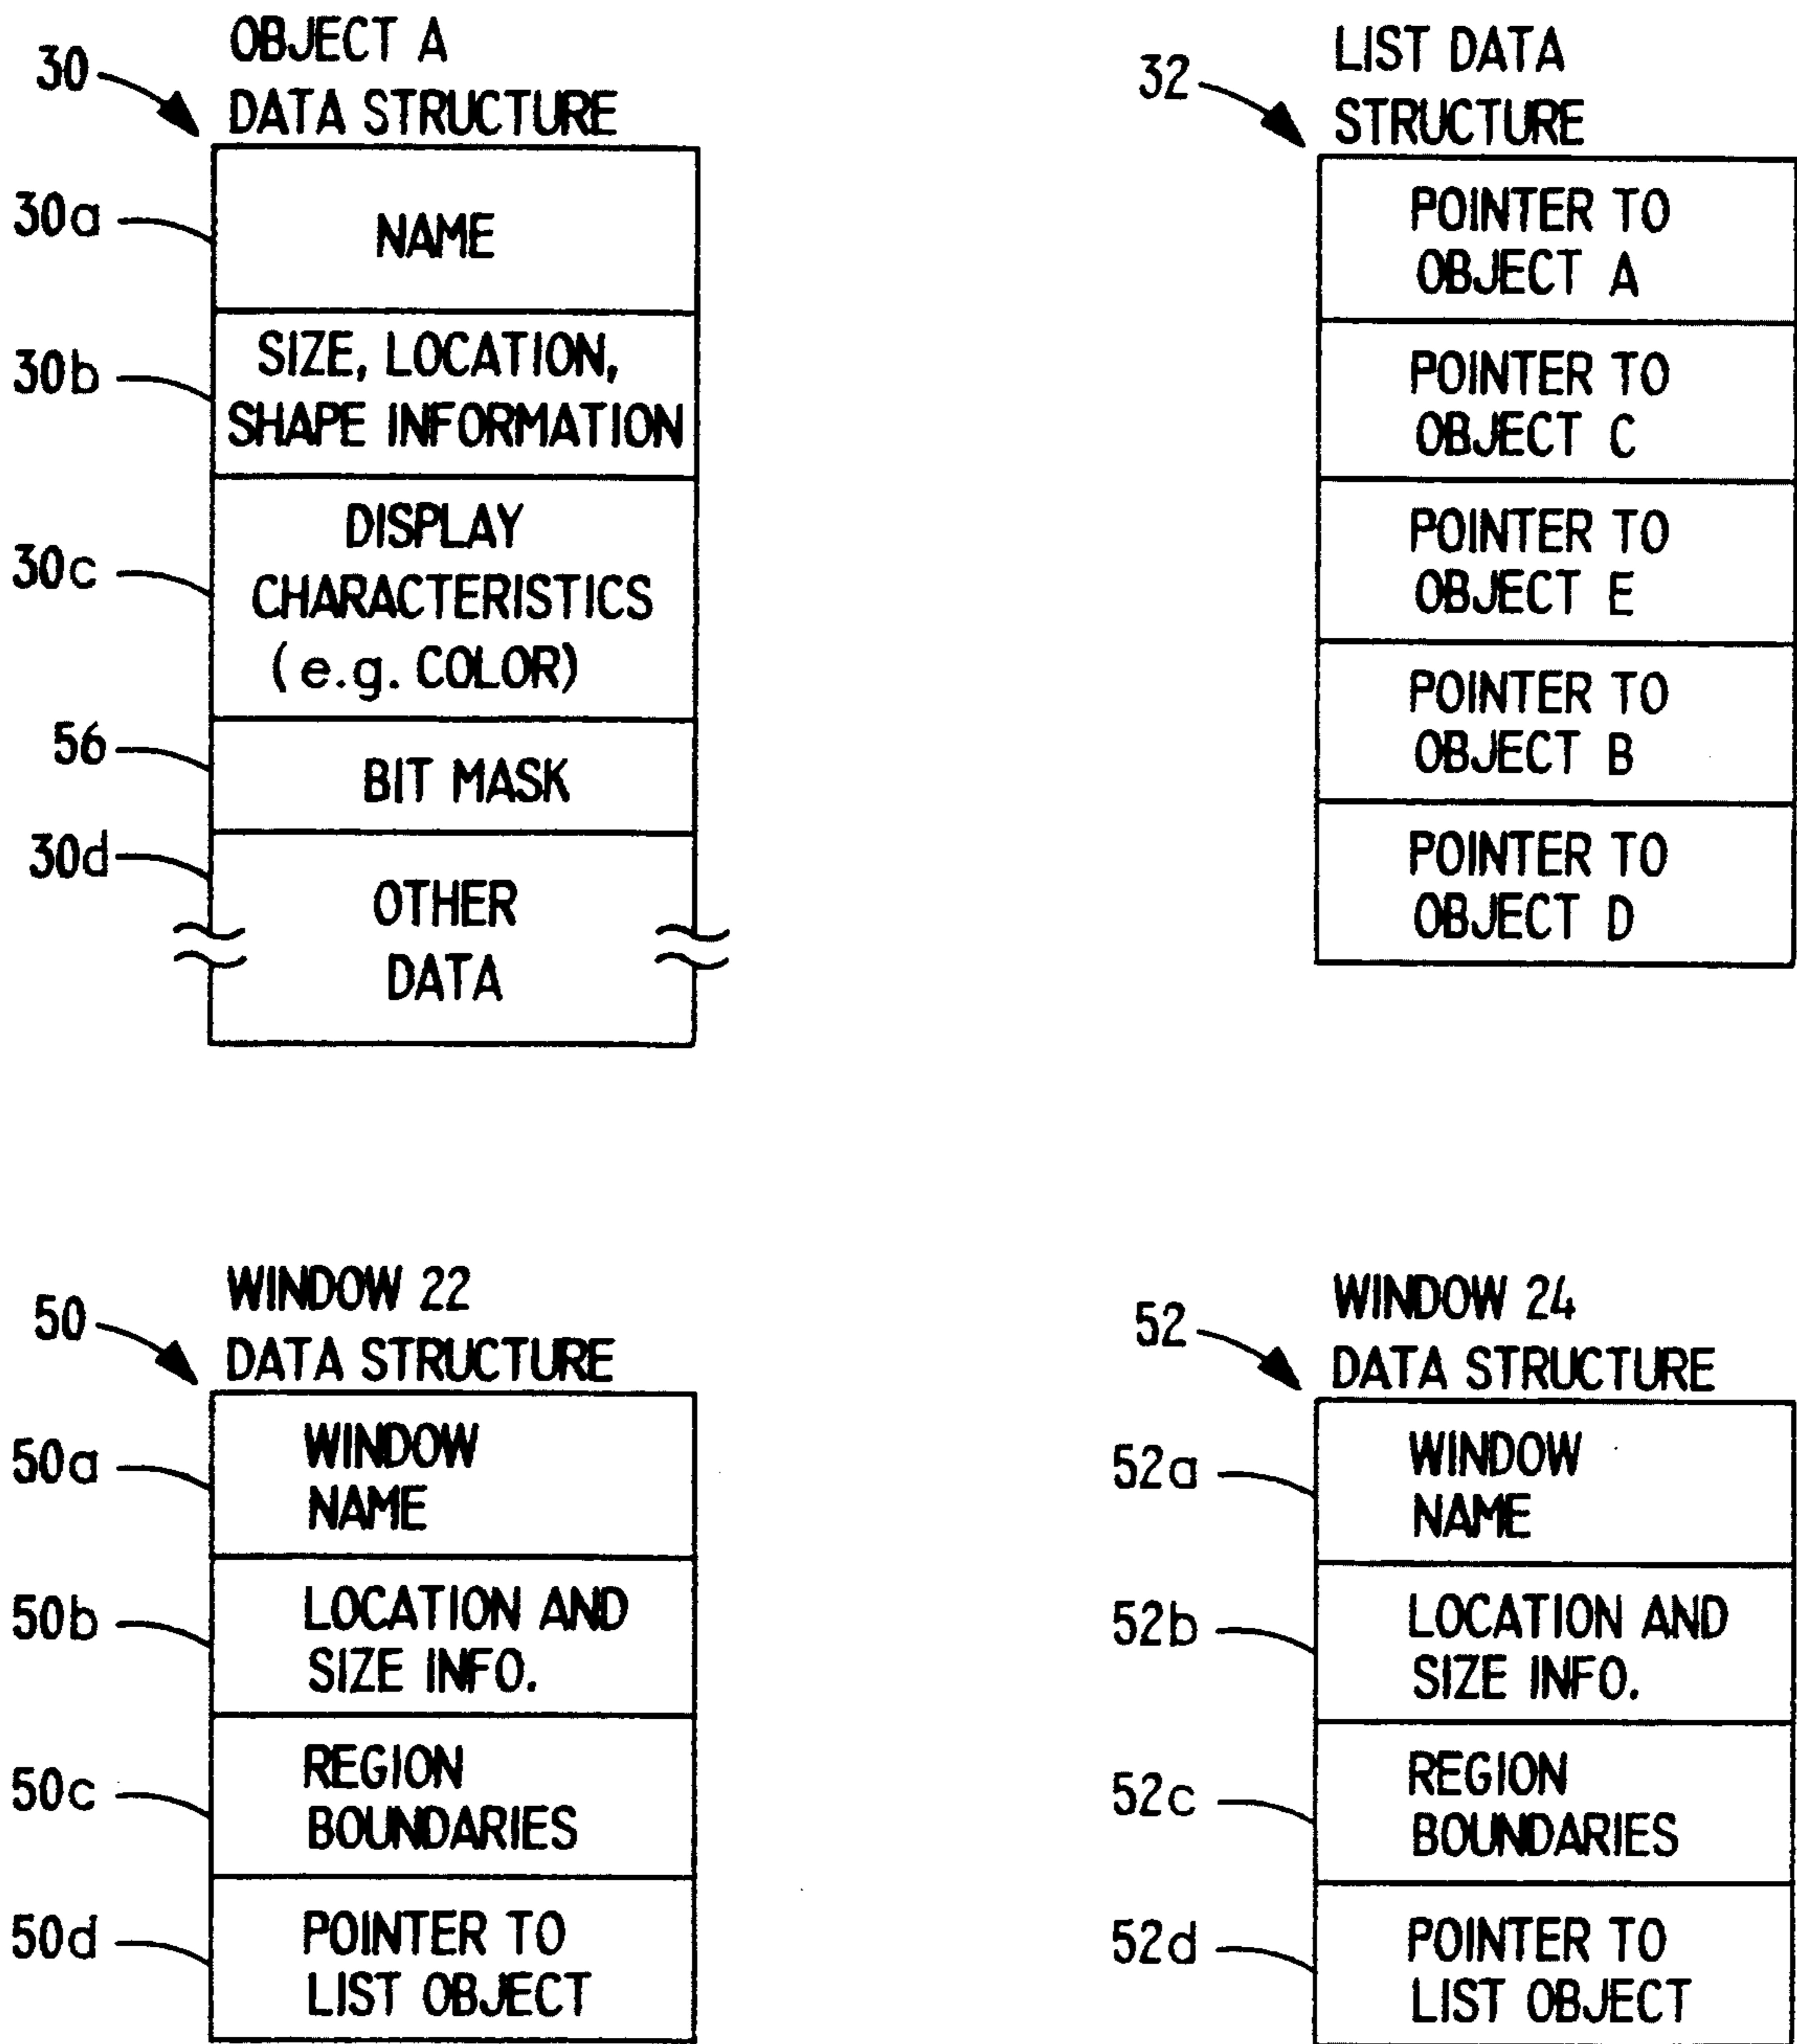 30
OBJECT A
DATA STRUCTURE
30a
NAME
30b
SIZE, LOCATION,
SHAPE INFORMATION
30c
DISPLAY
CHARACTERISTICS
(e.g. COLOR)
56
BIT MASK
30d
OTHER
DATA
32
LIST DATA
STRUCTURE
POINTER TO
OBJECT A
POINTER TO
OBJECT C
POINTER TO
OBJECT E
POINTER TO
OBJECT B
POINTER TO
OBJECT D
50
WINDOW 22
DATA STRUCTURE
50a
WINDOW
NAME
50b
LOCATION AND
SIZE INFO.
50c
REGION
BOUNDARIES
50d
POINTER TO
LIST OBJECT
52
WINDOW 24
DATA STRUCTURE
52a
WINDOW
NAME
52b
LOCATION AND
SIZE INFO.
52c
REGION
BOUNDARIES
52d
POINTER TO
LIST OBJECT